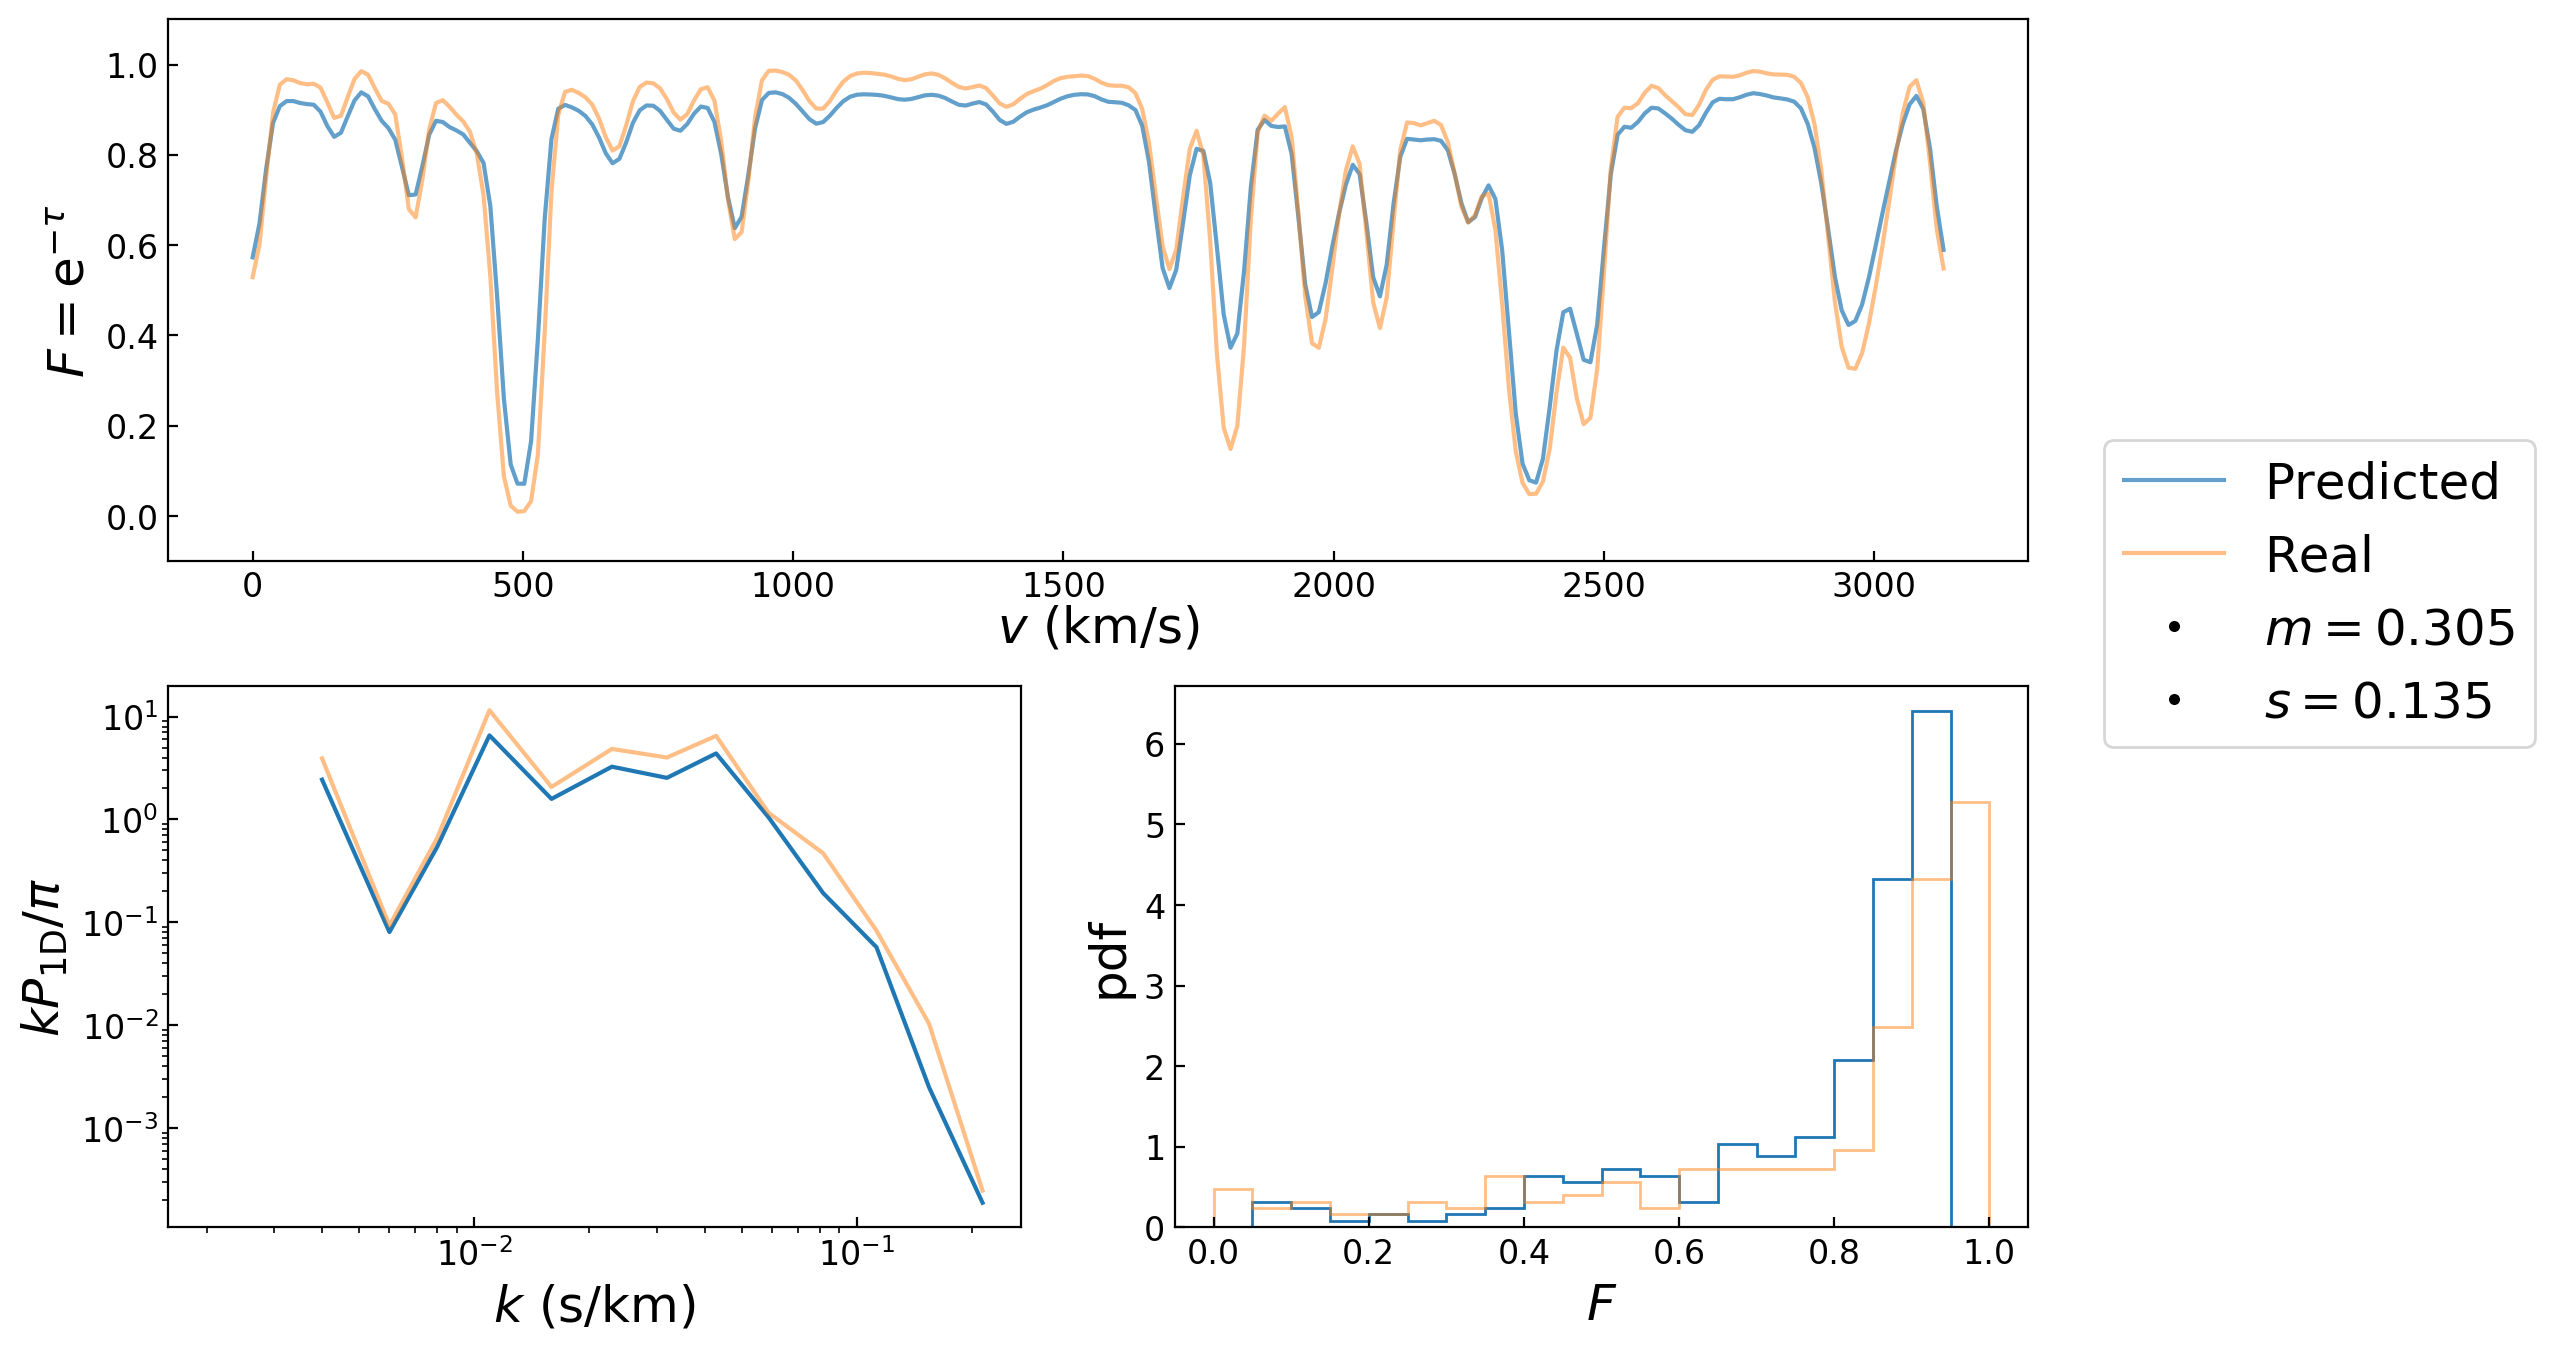 1.0
0.8
0.6
0.4
0.2
0.0
F = e^{−τ}
0 500 1000 1500 2000 2500 3000
v (km/s)
Predicted
Real
m = 0.305
s = 0.135
10^1
10^0
10^{−1}
10^{−2}
10^{−3}
kP_{1D}/π
10^{−2} 10^{−1}
k (s/km)
6
5
4
3
2
1
0
pdf
0.0 0.2 0.4 0.6 0.8 1.0
F